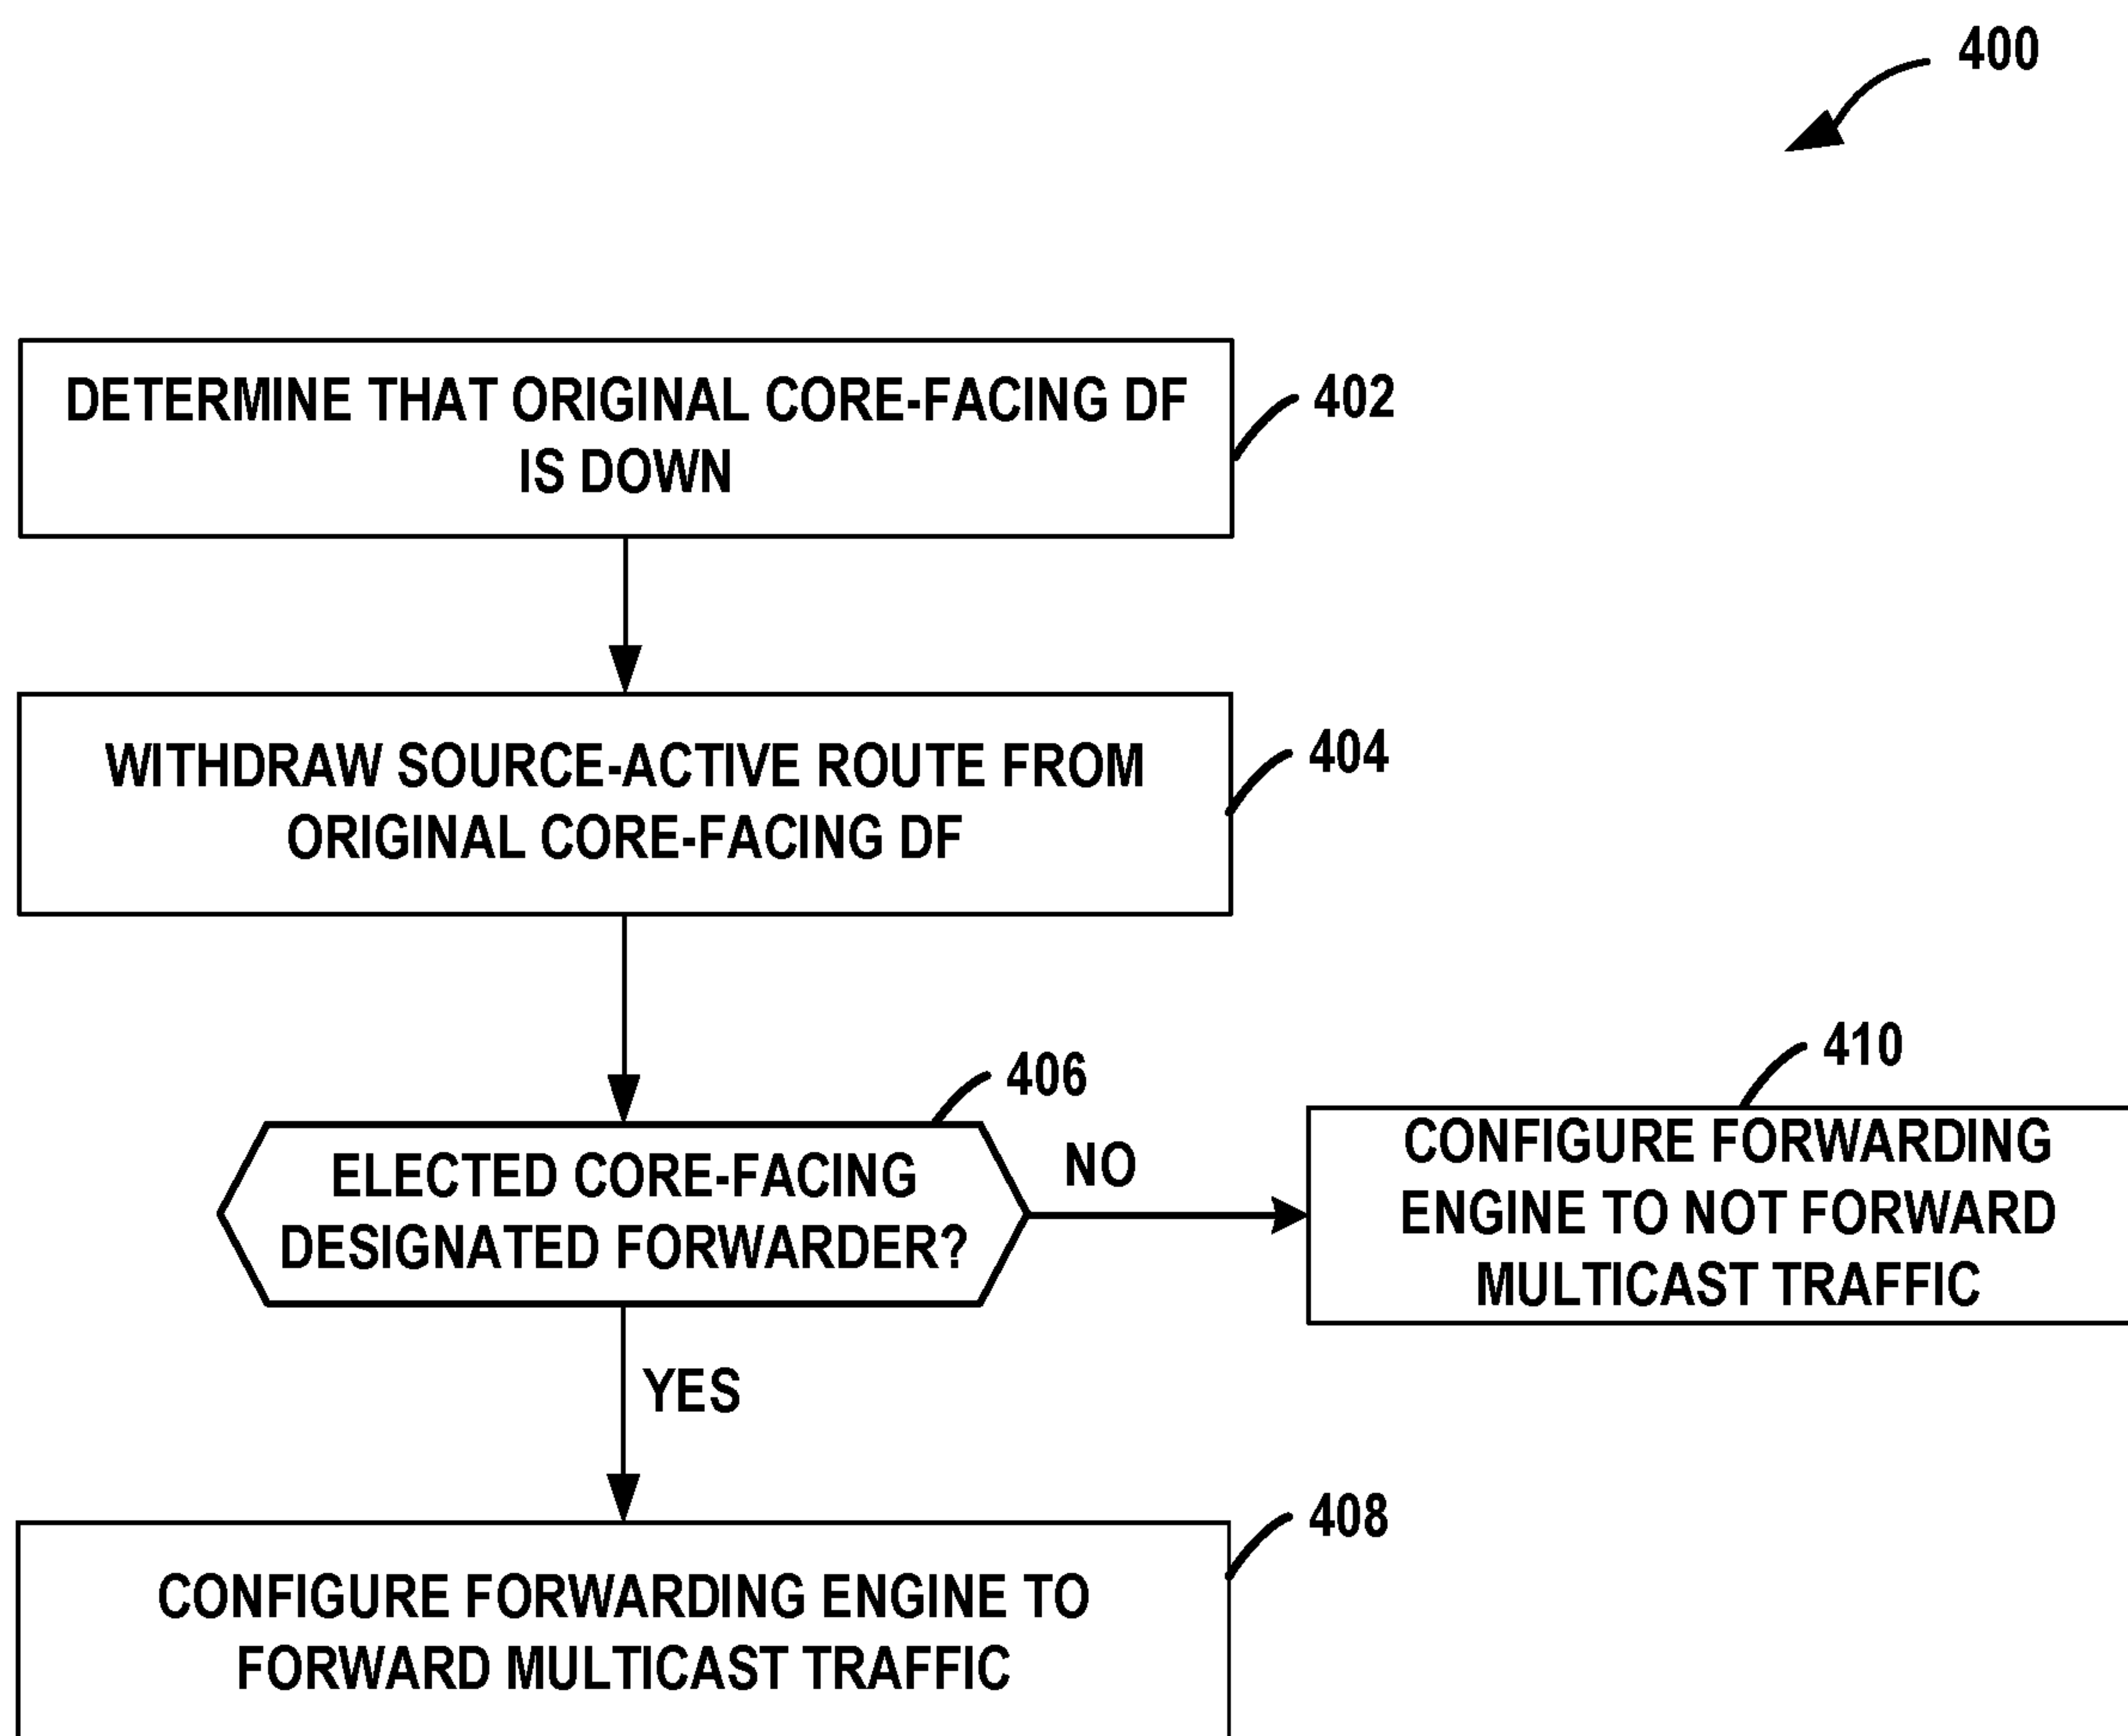 400
DETERMINE THAT ORIGINAL CORE-FACING DF
IS DOWN
402
WITHDRAW SOURCE-ACTIVE ROUTE FROM
ORIGINAL CORE-FACING DF
404
406
ELECTED CORE-FACING
DESIGNATED FORWARDER?
NO
410
CONFIGURE FORWARDING
ENGINE TO NOT FORWARD
MULTICAST TRAFFIC
YES
408
CONFIGURE FORWARDING ENGINE TO
FORWARD MULTICAST TRAFFIC